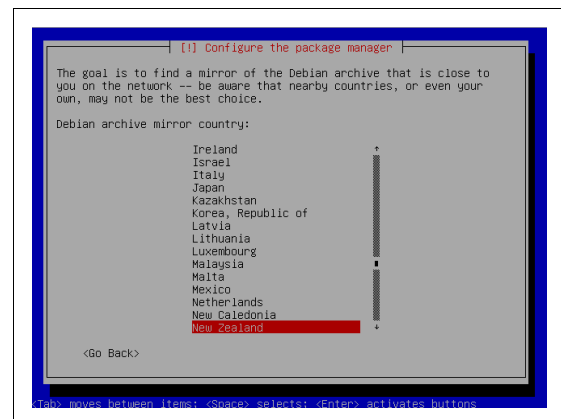 [!] Configure the package manager
The goal is to find a mirror of the Debian archive that is close to
you on the network -- be aware that nearby countries, or even your
own, may not be the best choice.
Debian archive mirror country:
Ireland
Israel
Italy
Japan
Kazakhstan
Korea, Republic of
Latvia
Lithuania
Luxembourg
Malaysia
Malta
Mexico
Netherlands
New Caledonia
New Zealand
<Go Back>
<Tab> moves between items; <Space> selects; <Enter> activates buttons